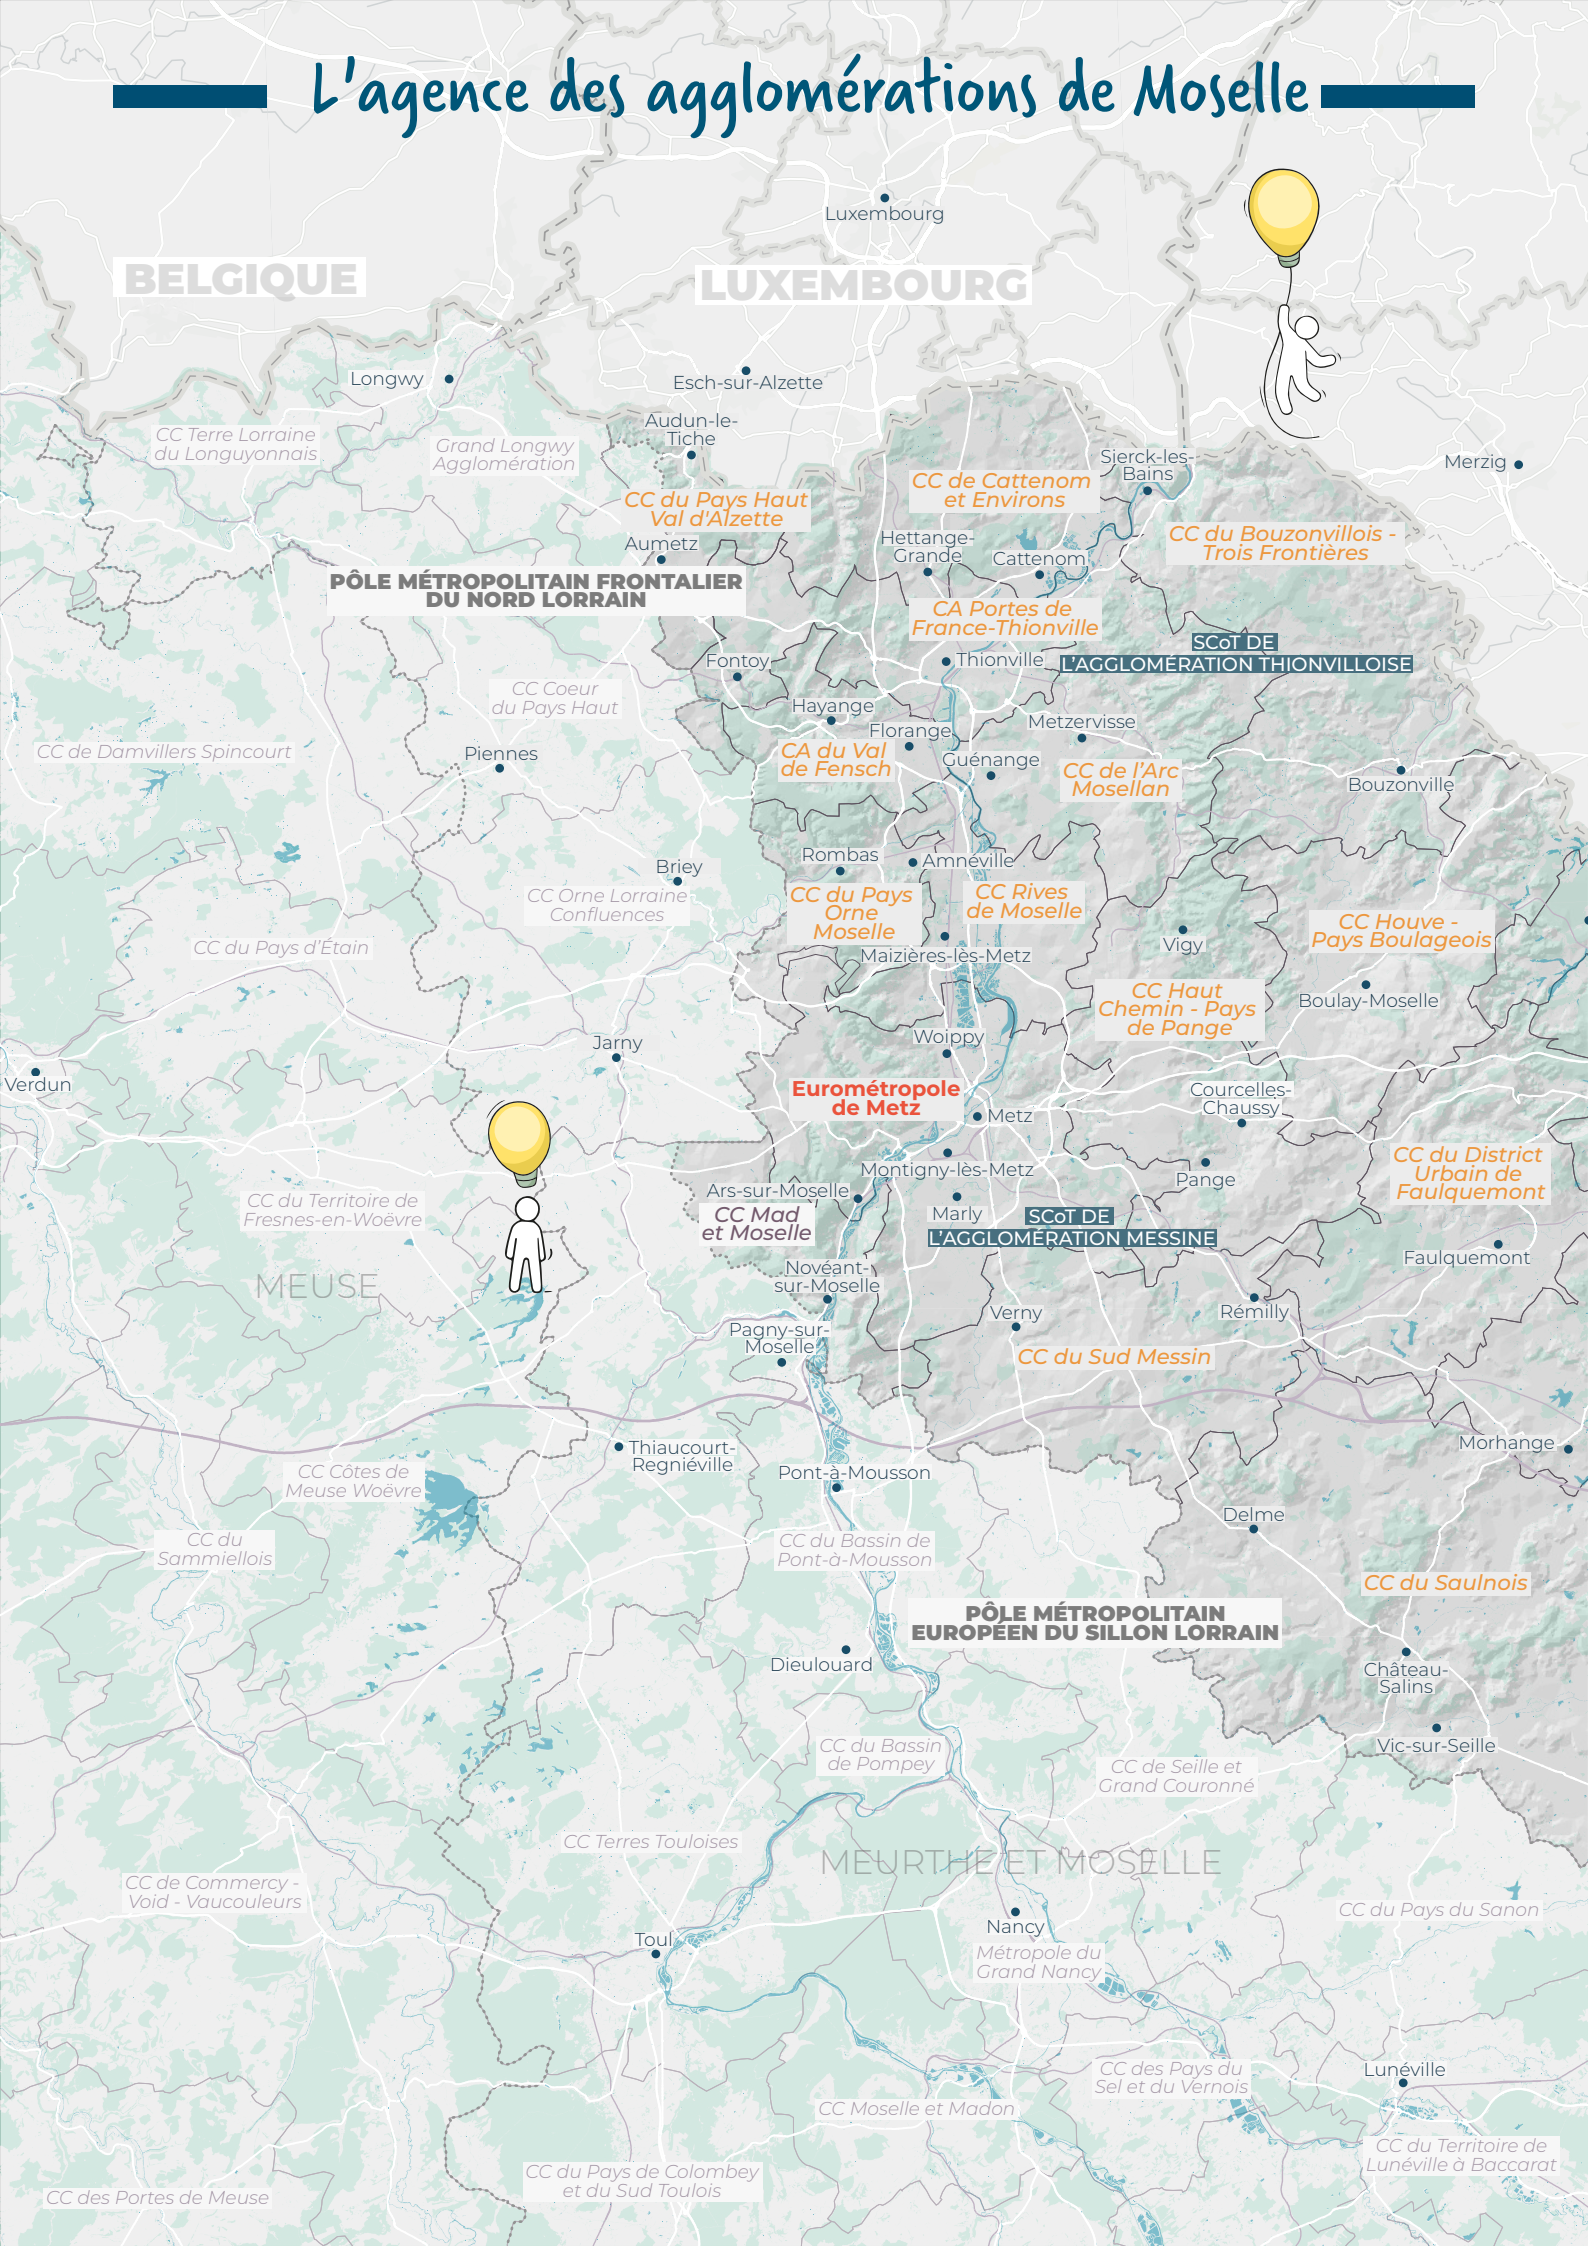 L'agence des agglomérations de Moselle
Luxembourg
BELGIQUE
LUXEMBOURG
Longwy
Esch-sur-Alzette
Audun-le-
Tiche
CC Terre Lorraine
du Longuyonnais
Grand Longwy
Agglomération
Sierck-les-
Bains
Merzig
CC de Cattenom
et Environs
CC du Pays Haut
Val d'Alzette
CC du Bouzonvillois -
Trois Frontières
Aumetz
Hettange-
Grande
Cattenom
PÔLE MÉTROPOLITAIN FRONTALIER
DU NORD LORRAIN
CA Portes de
France-Thionville
SCoT DE
L'AGGLOMÉRATION THIONVILLOISE
Fontoy
Thionville
CC Coeur
du Pays Haut
Hayange
Florange
Metzervisse
CC de Damvillers Spincourt
Piennes
CA du Val
de Fensch
Guénange
CC de l'Arc
Mosellan
Bouzonville
Rombas
Amnéville
Briey
CC Orne Lorraine
Confluences
CC du Pays
Orne
Moselle
CC Rives
de Moselle
CC Houve -
Pays Boulageois
CC du Pays d'Étain
Maizières-lès-Metz
Vigy
CC Haut
Chemin - Pays
de Pange
Boulay-Moselle
Jarny
Woippy
Verdun
Eurométropole
de Metz
Metz
Courcelles-
Chaussy
Montigny-lès-Metz
Pange
CC du District
Urbain de
Faulquemont
CC du Territoire de
Fresnes-en-Woëvre
Ars-sur-Moselle
CC Mad
et Moselle
Marly
SCoT DE
L'AGGLOMÉRATION MESSINE
Faulquemont
MEUSE
Novéant-
sur-Moselle
Verny
Rémilly
Pagny-sur-
Moselle
CC du Sud Messin
Thiaucourt-
Regniéville
Morhange
CC Côtes de
Meuse Woëvre
Pont-à-Mousson
Delme
CC du
Sammiellois
CC du Bassin de
Pont-à-Mousson
CC du Saulnois
PÔLE MÉTROPOLITAIN
EUROPÉEN DU SILLON LORRAIN
Dieulouard
Château-
Salins
CC du Bassin
de Pompey
Vic-sur-Seille
CC de Seille et
Grand Couronné
CC Terres Touloises
MEURTHE ET MOSELLE
CC de Commercy -
Void - Vaucouleurs
CC du Pays du Sanon
Toul
Nancy
Métropole du
Grand Nancy
CC des Pays du
Sel et du Vernois
Lunéville
CC Moselle et Madon
CC du Territoire de
Lunéville à Baccarat
CC du Pays de Colombey
et du Sud Toulois
CC des Portes de Meuse